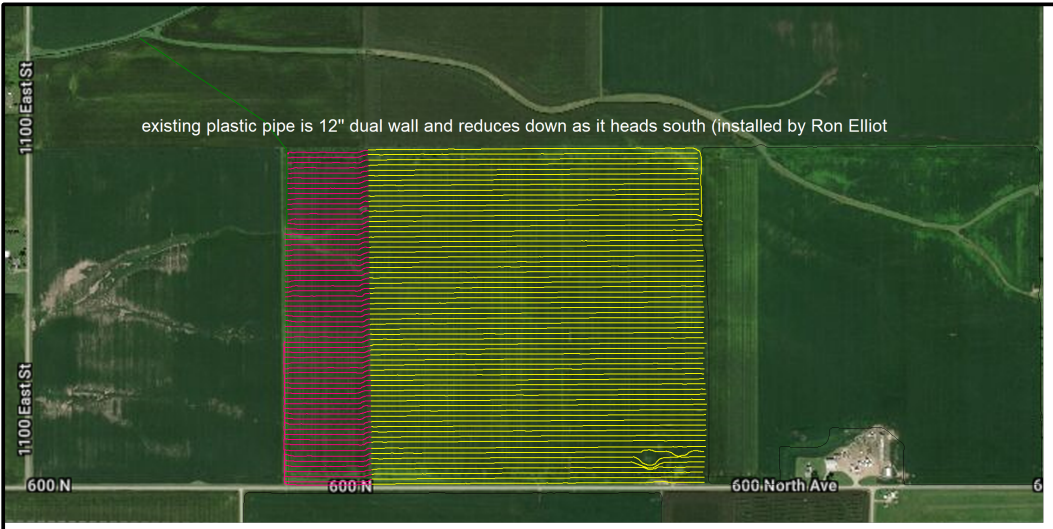 1100 East St
existing plastic pipe is 12" dual wall and reduces down as it heads south (installed by Ron Elliot
1100 East St
600 N
600 N
600 North Ave
6